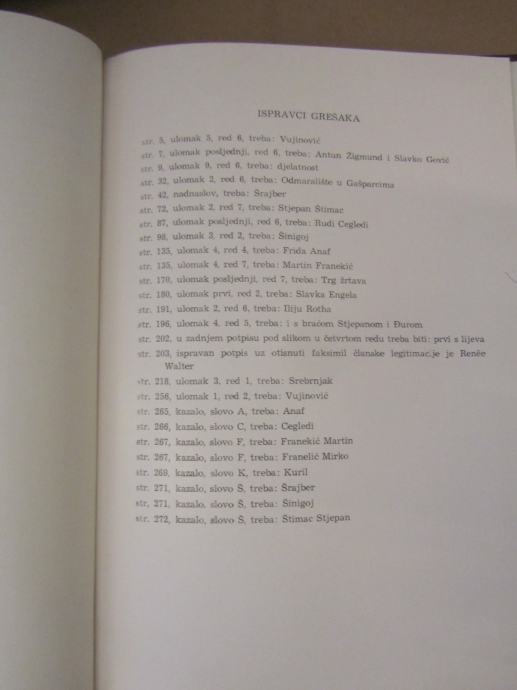 ISPRAVCI GREŠAKA
str. 5, ulomak 5, red 6, treba: Vujinović
str. 7, ulomak posljednji, red 6, treba: Antun Žigmund i Slavko Gević
str. 9, ulomak 9, red 6, treba: djelatnost
str. 32, ulomak 2, red 6, treba: Odmaralište u Gašparcima
str. 42, nadnaslov, treba: Šrajber
str. 72, ulomak 2, red 7, treba: Stjepan Štimac
str. 87, ulomak posljednji, red 6, treba: Rudi Cegledi
str. 98, ulomak 3, red 2, treba: Šinigoj
str. 135, ulomak 4, red 4, treba: Frida Anaf
str. 135, ulomak 4, red 7, treba: Martin Franekić
str. 170, ulomak posljednji, red 7, treba: Trg žrtava
str. 180, ulomak prvi, red 2, treba: Slavka Engela
str. 191, ulomak 2, red 6, treba: Iliju Rotha
str. 196, ulomak 4, red 5, treba: i s braćom Stjepanom i Đurom
str. 202, u zadnjem potpisu pod slikom u četvrtom redu treba biti: prvi s lijeva
str. 203, ispravan potpis uz otisnuti faksimil članske legitimac.je je Renée
Walter
str. 218, ulomak 3, red 1, treba: Srebrnjak
str. 256, ulomak 1, red 2, treba: Vujinović
str. 265, kazalo, slovo A, treba: Anaf
str. 266, kazalo, slovo C, treba: Cegledi
str. 267, kazalo, slovo F, treba: Franekić Martin
str. 267, kazalo, slovo F, treba: Franelić Mirko
str. 269, kazalo, slovo K, treba: Kuril
str. 271, kazalo, slovo Š, treba: Šrajber
str, 271, kazalo, slovo Š, treba: Šinigoj
str. 272, kazalo, slovo Š, treba: Štimac Stjepan